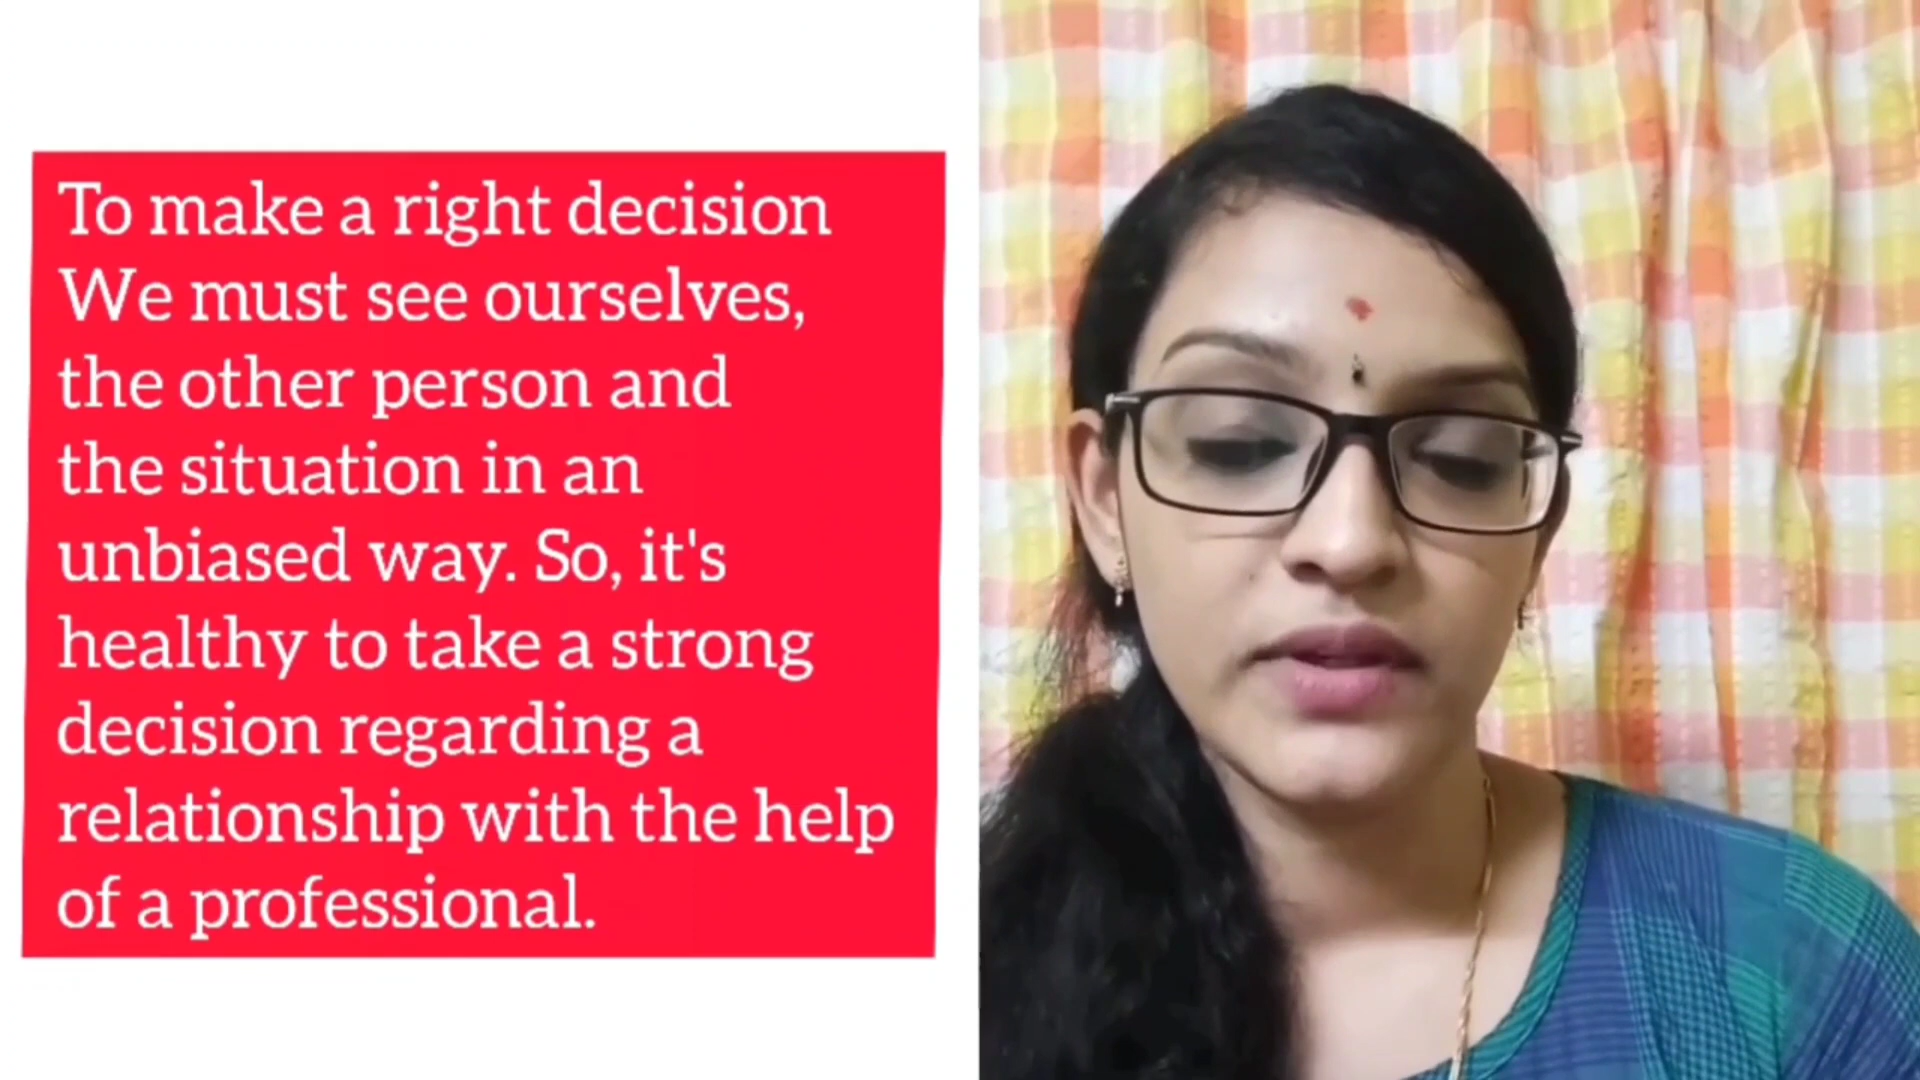 To make a right decision
We must see ourselves,
the other person and
the situation in an
unbiased way. So, it's
healthy to take a strong
decision regarding a
relationship with the help
of a professional.